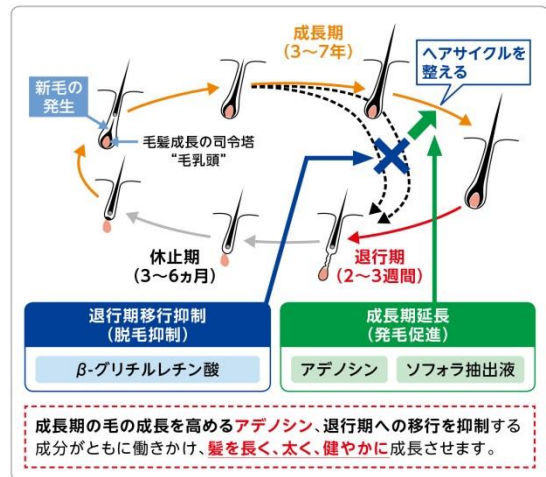 成長期
(3〜7年)
ヘアサイクルを
整える
新毛の
発生
毛髪成長の司令塔
“毛乳頭”
休止期
(3〜6ヵ月)
退行期
(2〜3週間)
退行期移行抑制
(脱毛抑制)
β-グリチルレチン酸
成長期延長
(発毛促進)
アデノシン
ソフォラ抽出液
成長期の毛の成長を高めるアデノシン、退行期への移行を抑制する
成分がともに働きかけ、髪を長く、太く、健やかに成長させます。